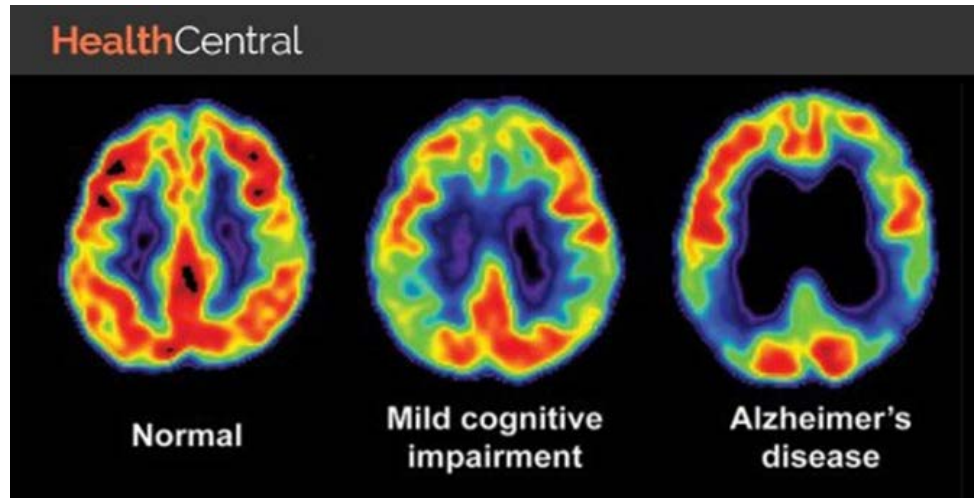 HealthCentral
Normal
Mild cognitive
impairment
Alzheimer's
disease